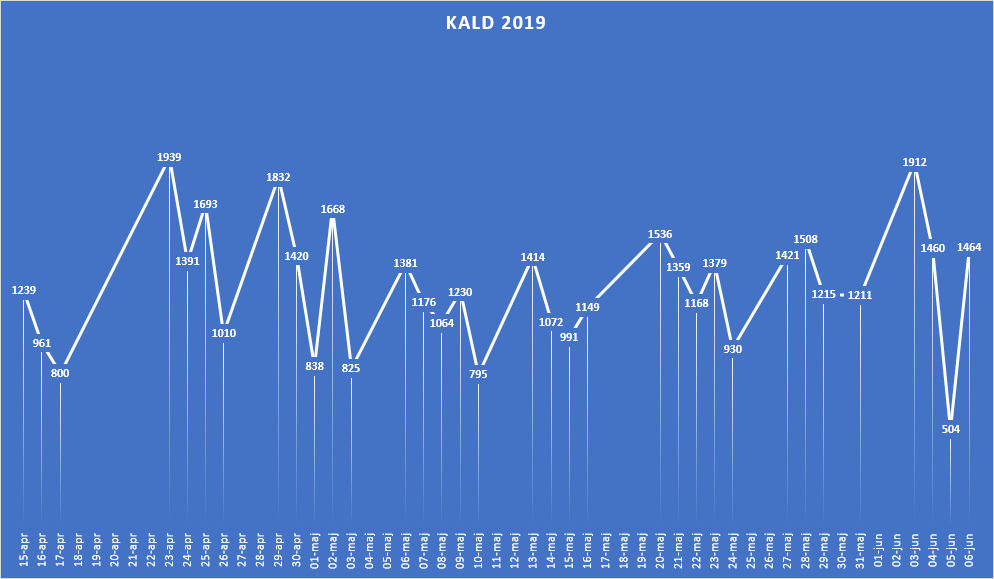 KALD 2019
1239
961
800
1939
1391
1693
1010
1832
1420
838
1668
825
1381
1176
1064
1230
795
1414
1072
991
1149
1536
1359
1168
1379
930
1421
1508
1215
1211
1912
1460
504
1464
15-apr
16-apr
17-apr
18-apr
19-apr
20-apr
21-apr
22-apr
23-apr
24-apr
25-apr
26-apr
27-apr
28-apr
29-apr
30-apr
01-maj
02-maj
03-maj
04-maj
05-maj
06-maj
07-maj
08-maj
09-maj
10-maj
11-maj
12-maj
13-maj
14-maj
15-maj
16-maj
17-maj
18-maj
19-maj
20-maj
21-maj
22-maj
23-maj
24-maj
25-maj
26-maj
27-maj
28-maj
29-maj
30-maj
31-maj
01-jun
02-jun
03-jun
04-jun
05-jun
06-jun